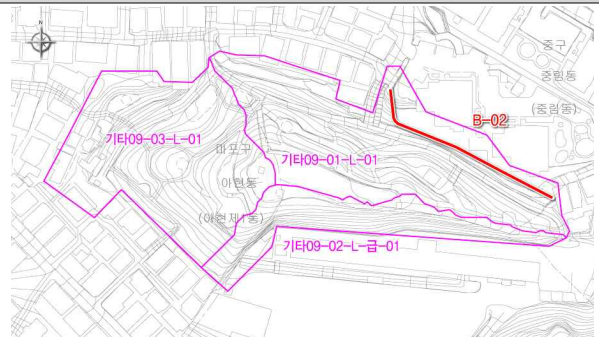 N
중구
중림동
(중림동)
B-02
기타09-03-L-01
마포구
기타09-01-L-01
아현동
(아현제1동)
기타09-02-L-급-01